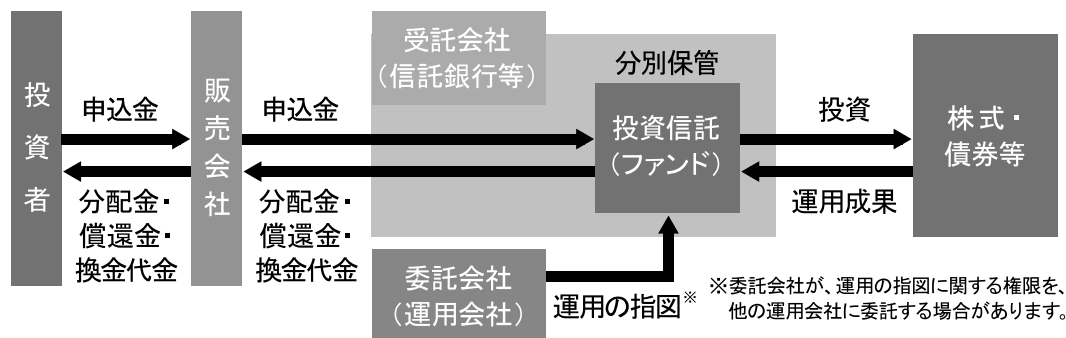 投資者
申込金
分配金・
償還金・
換金代金
販売会社
申込金
分配金・
償還金・
換金代金
受託会社
（信託銀行等）
分別保管
投資信託
（ファンド）
委託会社
（運用会社）
運用の指図※
投資
運用成果
株式・
債券等
※委託会社が、運用の指図に関する権限を、
他の運用会社に委託する場合があります。